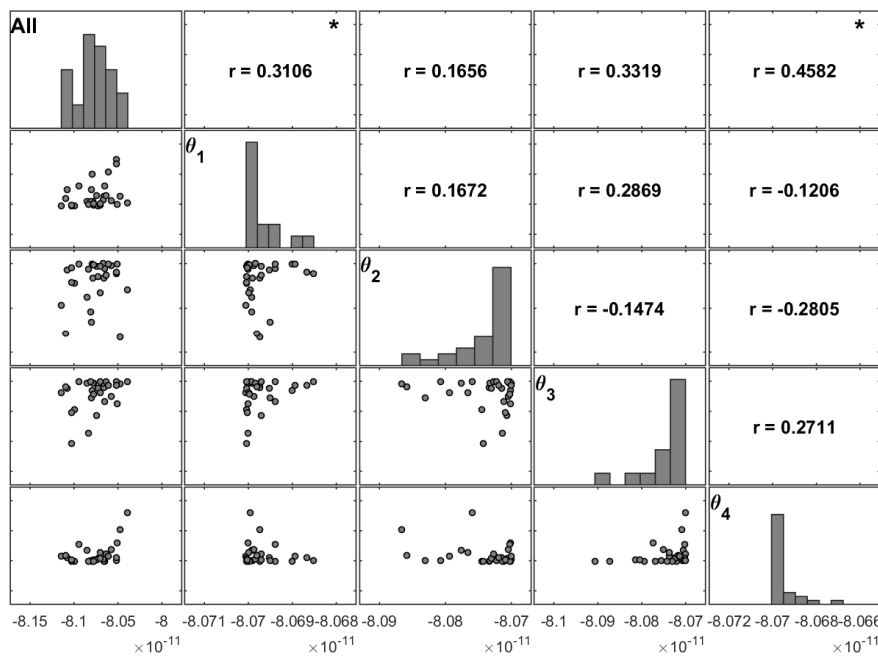 All * *
r = 0.3106 r = 0.1656 r = 0.3319 r = 0.4582
θ1
r = 0.1672 r = 0.2869 r = -0.1206
θ2
r = -0.1474 r = -0.2805
θ3
r = 0.2711
θ4
-8.15 -8.1 -8.05 -8 -8.071 -8.07 -8.069 -8.068 -8.09 -8.08 -8.07 -8.1 -8.09 -8.08 -8.07 -8.072 -8.07 -8.068 -8.066
×10-11 ×10-11 ×10-11 ×10-11 ×10-11